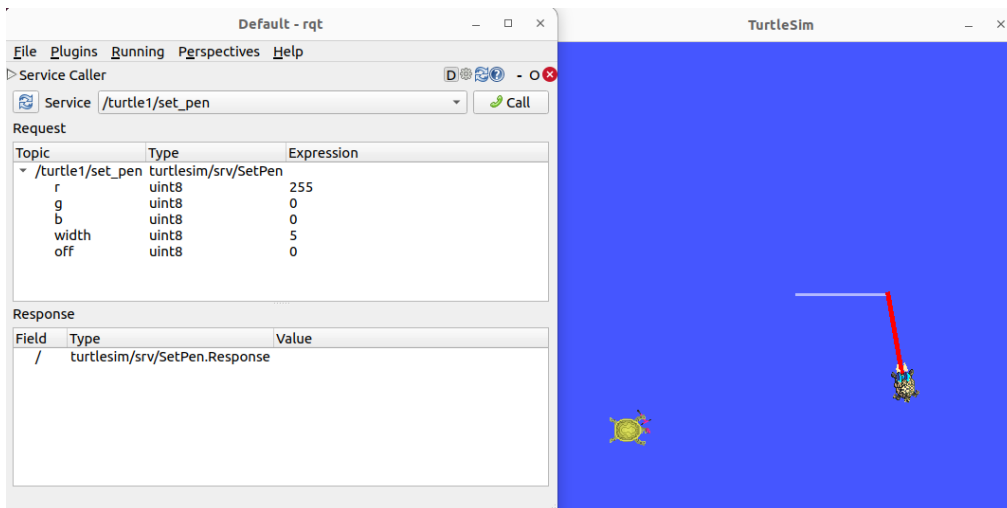 Default - rqt
File Plugins Running Perspectives Help
Service Caller D - O
Service /turtle1/set_pen Call
Request
Topic Type Expression
/turtle1/set_pen turtlesim/srv/SetPen
r uint8 255
g uint8 0
b uint8 0
width uint8 5
off uint8 0
Response
Field Type Value
/ turtlesim/srv/SetPen.Response
TurtleSim